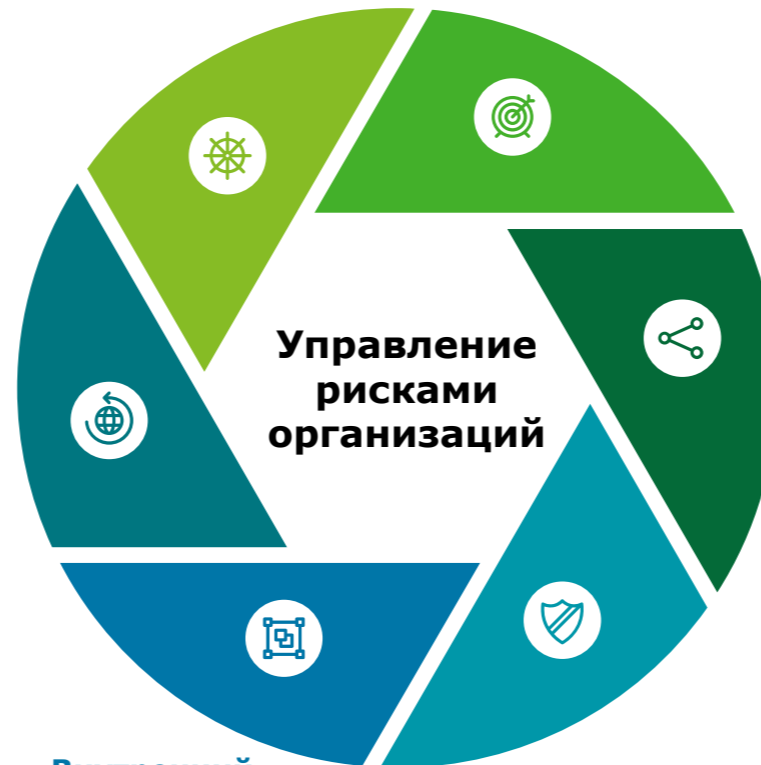 Управление
рисками
организаций